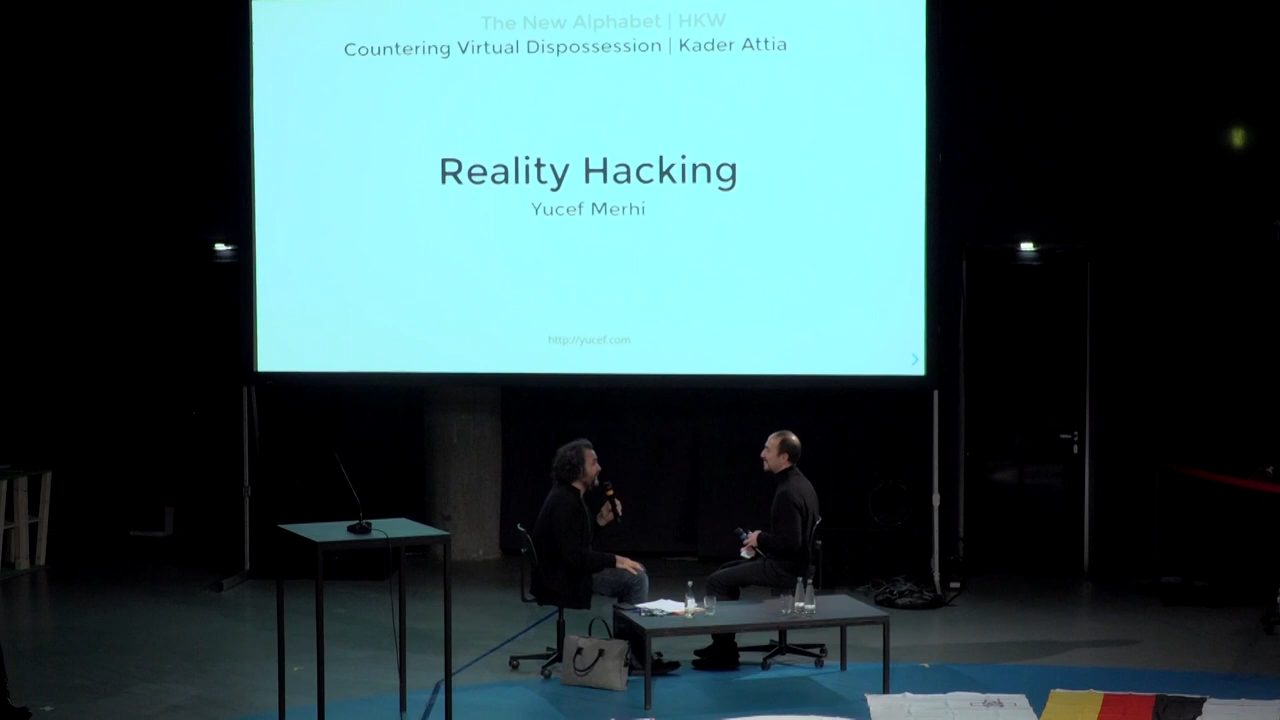 The New Alphabet | HKW
Countering Virtual Dispossession | Kader Attia
Reality Hacking
Yucef Merhi
http://yucef.com